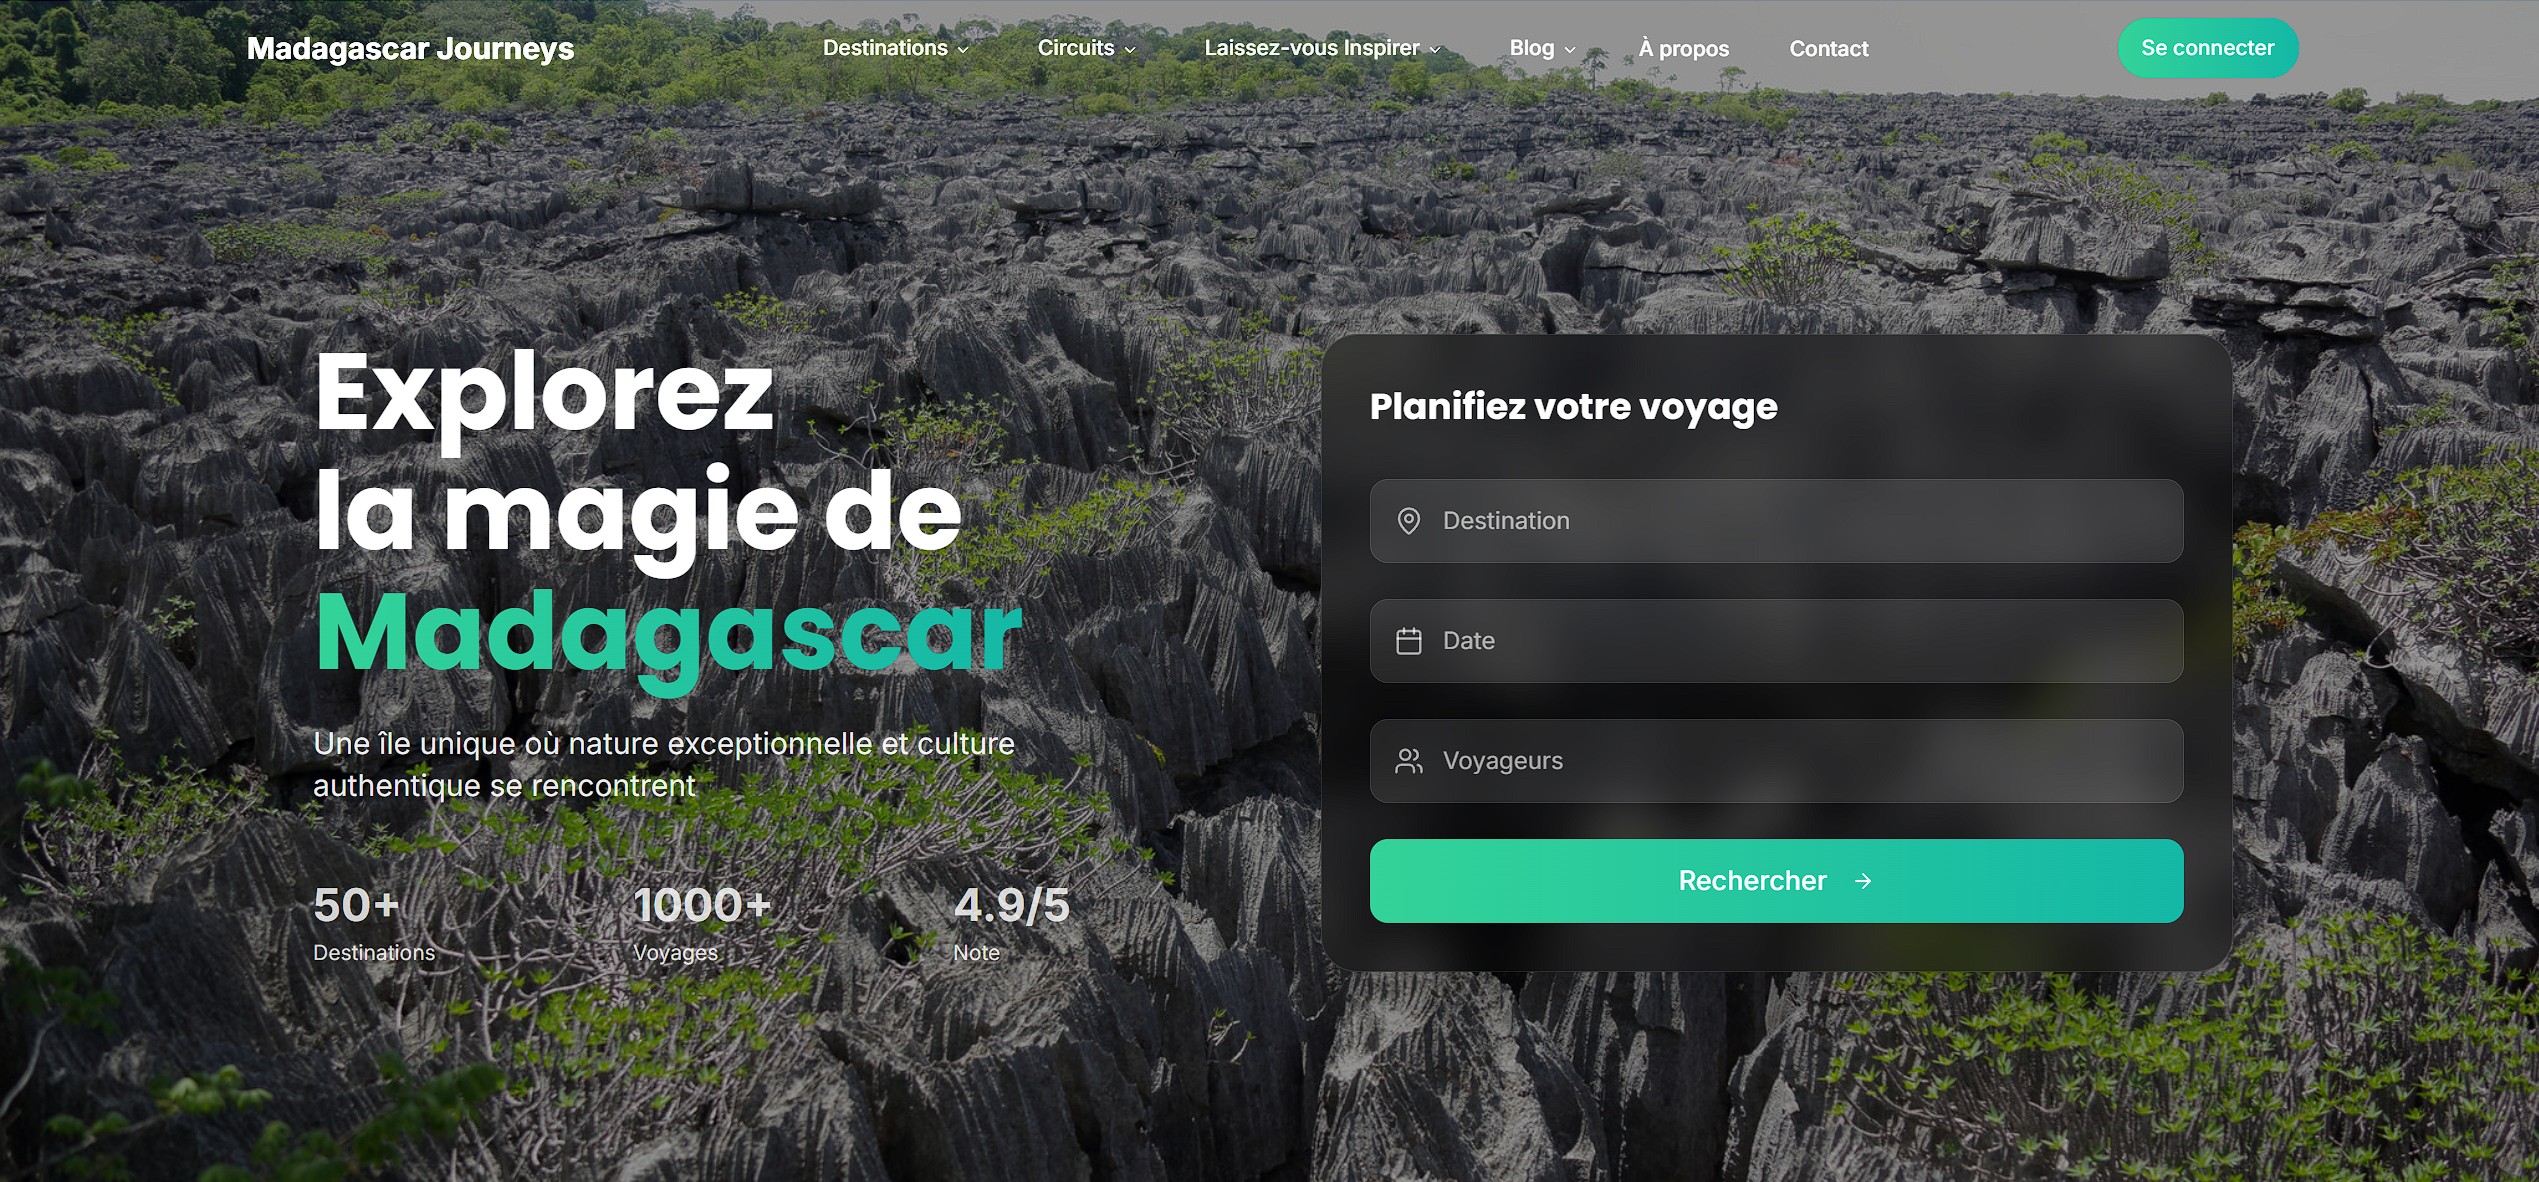 Madagascar Journeys
Destinations
Circuits
Laissez-vous Inspirer
Blog
À propos
Contact
Se connecter
Explorez
la magie de
Madagascar
Une île unique où nature exceptionnelle et culture
authentique se rencontrent
50+
Destinations
1000+
Voyages
4.9/5
Note
Planifiez votre voyage
Destination
Date
Voyageurs
Rechercher →